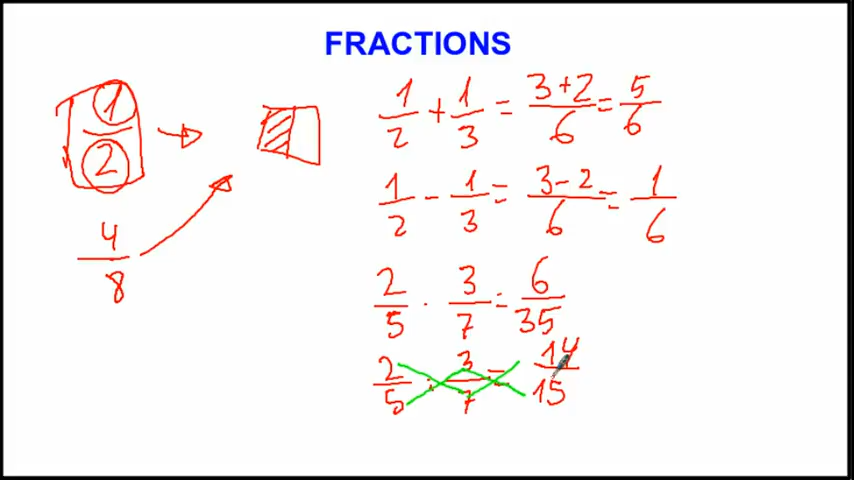 FRACTIONS
1/2 →
4/8
1/2 + 1/3 = 3+2/6 = 5/6
1/2 - 1/3 = 3-2/6 = 1/6
2/5 · 3/7 = 6/35
2/5 : 3/7 = 14/15